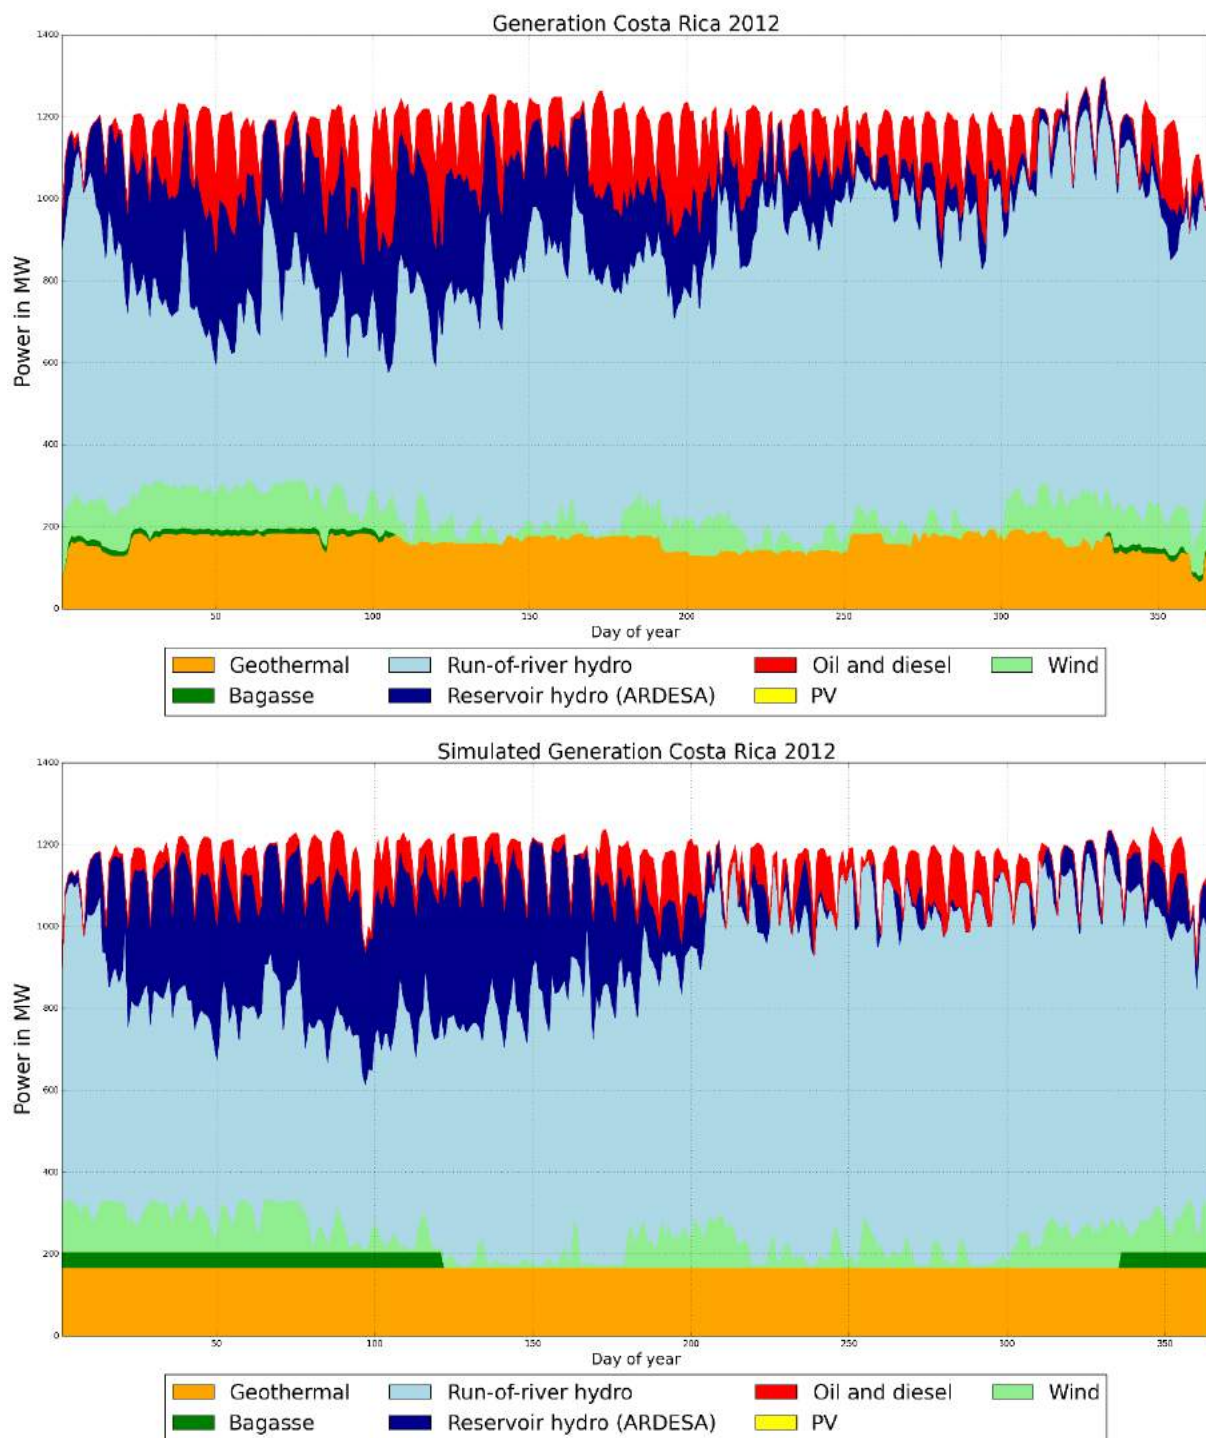 Generation Costa Rica 2012
1400
1200
1000
800
600
400
200
0
Power in MW
50 100 150 200 250 300 350
Day of year
Geothermal Run-of-river hydro Oil and diesel Wind
Bagasse Reservoir hydro (ARDESA) PV
Simulated Generation Costa Rica 2012
1400
1200
1000
800
600
400
200
0
Power in MW
50 100 150 200 250 300 350
Day of year
Geothermal Run-of-river hydro Oil and diesel Wind
Bagasse Reservoir hydro (ARDESA) PV